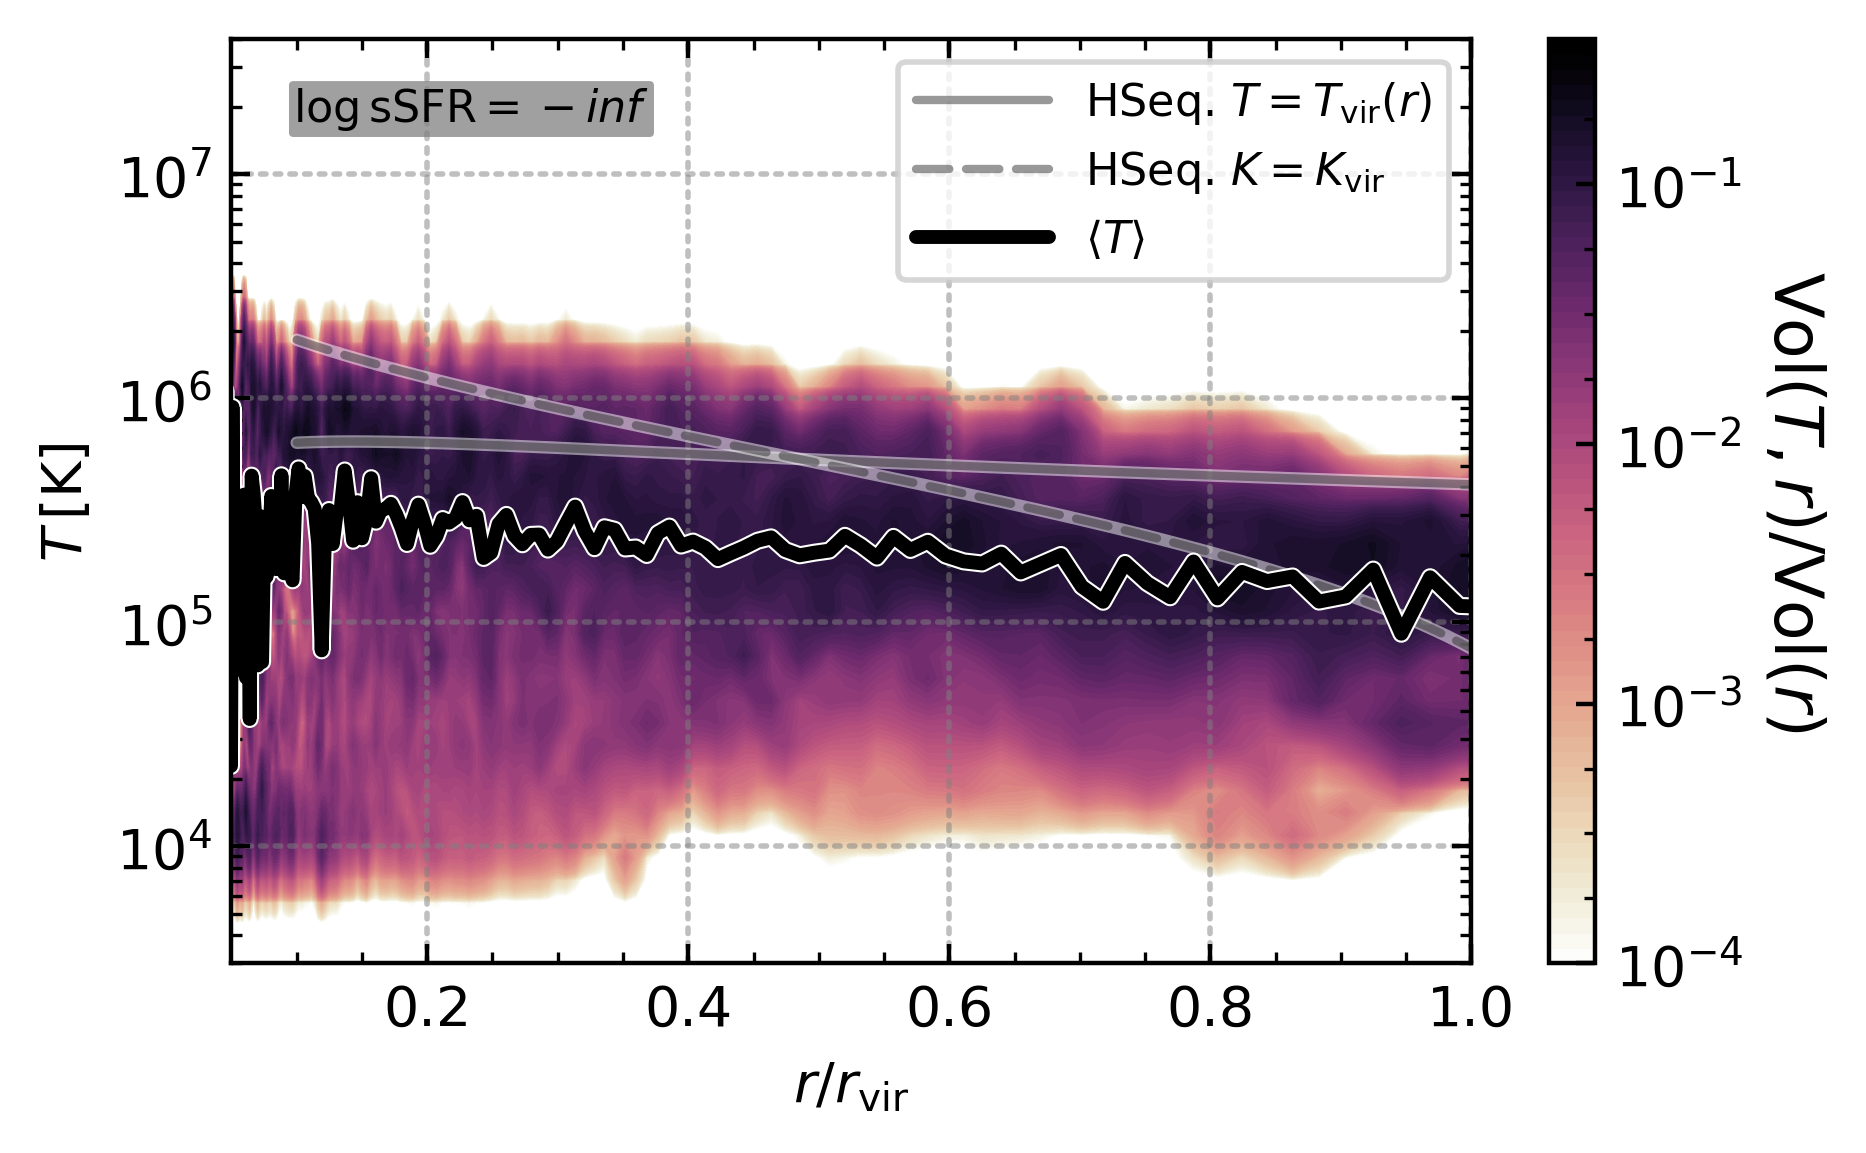 log sSFR = −inf
HSeq. T = T_vir(r)
HSeq. K = K_vir
⟨T⟩
10^7
10^6
10^5
10^4
T [K]
0.2 0.4 0.6 0.8 1.0
r/r_vir
10^−1
10^−2
10^−3
10^−4
Vol(T, r)/Vol(r)